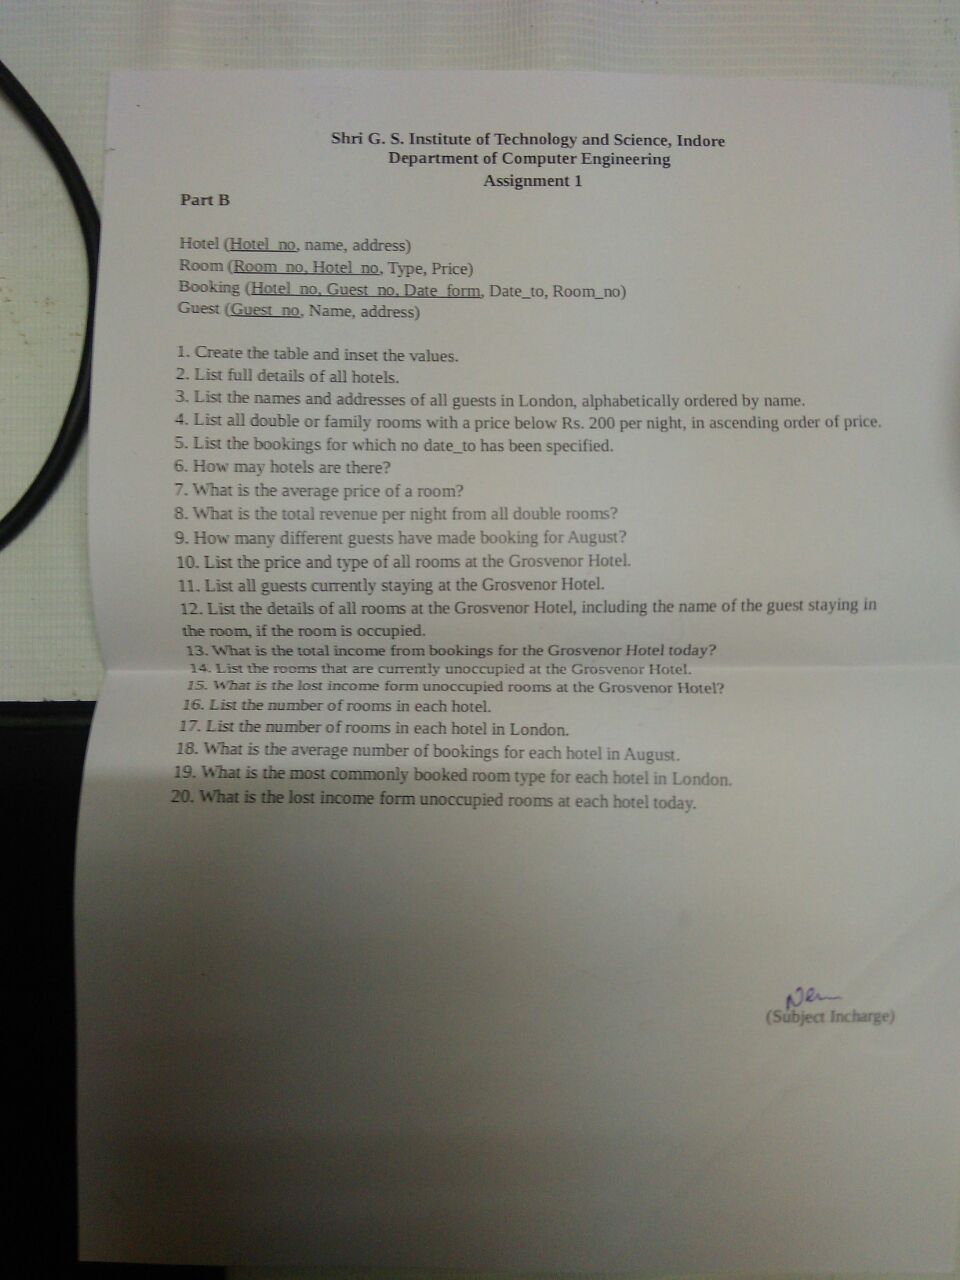 Shri G. S. Institute of Technology and Science, Indore
Department of Computer Engineering
Assignment 1
Part B
Hotel (Hotel_no, name, address)
Room (Room_no, Hotel_no, Type, Price)
Booking (Hotel_no, Guest_no, Date_form, Date_to, Room_no)
Guest (Guest_no, Name, address)
1. Create the table and inset the values.
2. List full details of all hotels.
3. List the names and addresses of all guests in London, alphabetically ordered by name.
4. List all double or family rooms with a price below Rs. 200 per night, in ascending order of price.
5. List the bookings for which no date_to has been specified.
6. How may hotels are there?
7. What is the average price of a room?
8. What is the total revenue per night from all double rooms?
9. How many different guests have made booking for August?
10. List the price and type of all rooms at the Grosvenor Hotel.
11. List all guests currently staying at the Grosvenor Hotel.
12. List the details of all rooms at the Grosvenor Hotel, including the name of the guest staying in
the room, if the room is occupied.
13. What is the total income from bookings for the Grosvenor Hotel today?
14. List the rooms that are currently unoccupied at the Grosvenor Hotel.
15. What is the lost income form unoccupied rooms at the Grosvenor Hotel?
16. List the number of rooms in each hotel.
17. List the number of rooms in each hotel in London.
18. What is the average number of bookings for each hotel in August.
19. What is the most commonly booked room type for each hotel in London.
20. What is the lost income form unoccupied rooms at each hotel today.
(Subject Incharge)